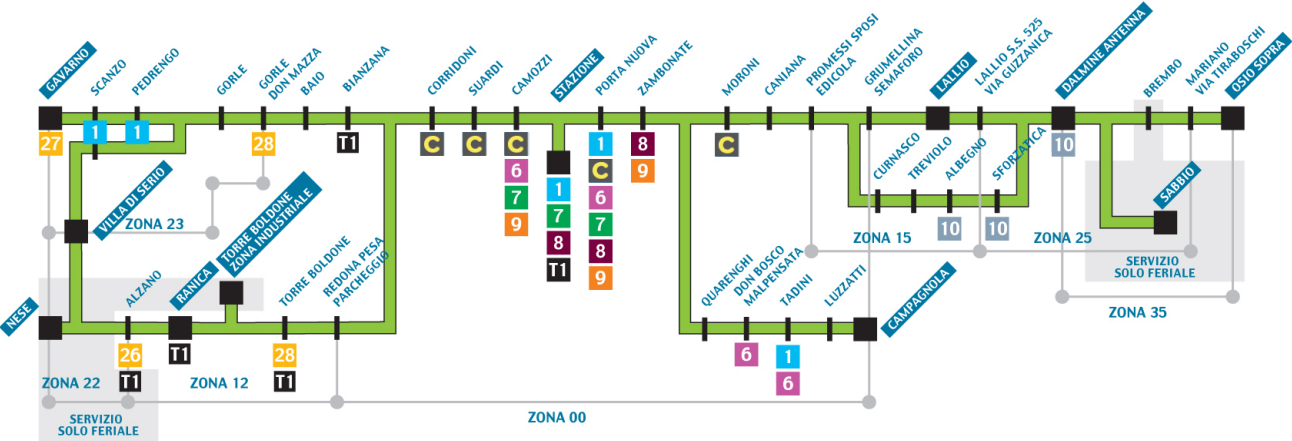 GAVARNO
SCANZO
PEDRENGO
GORLE
GORLE
DON MAZZA
BAIO
BIANZANA
CORRIDONI
SUARDI
CAMOZZI
STAZIONE
PORTA NUOVA
ZAMBONATE
MORONI
CANIANA
PROMESSI SPOSI
EDICOLA
GRUMELLINA
SEMAFORO
LALLIO
LALLIO S.S. 525
VIA GUZZANICA
DALMINE ANTENNA
BREMBO
MARIANO
VIA TIRABOSCHI
OSIO SOPRA
27
1
1
28
T1
C
C
C
6
7
9
1
7
8
T1
1
C
6
7
8
9
8
9
C
10
CURNASCO
TREVIOLO
ALBEGNO
SFORZATICA
10
10
SABBIO
VILLA DI SERIO
ZONA 23
ZONA 15
ZONA 25
SERVIZIO
SOLO FERIALE
ZONA 35
NESE
ALZANO
RANICA
TORRE BOLDONE
ZONA INDUSTRIALE
TORRE BOLDONE
REDONA PESA
PARCHEGGIO
QUARENGHI
DON BOSCO
MALPENSATA
TADINI
LUZZATTI
CAMPAGNOLA
26
T1
T1
28
T1
6
1
6
ZONA 22
ZONA 12
ZONA 00
SERVIZIO
SOLO FERIALE